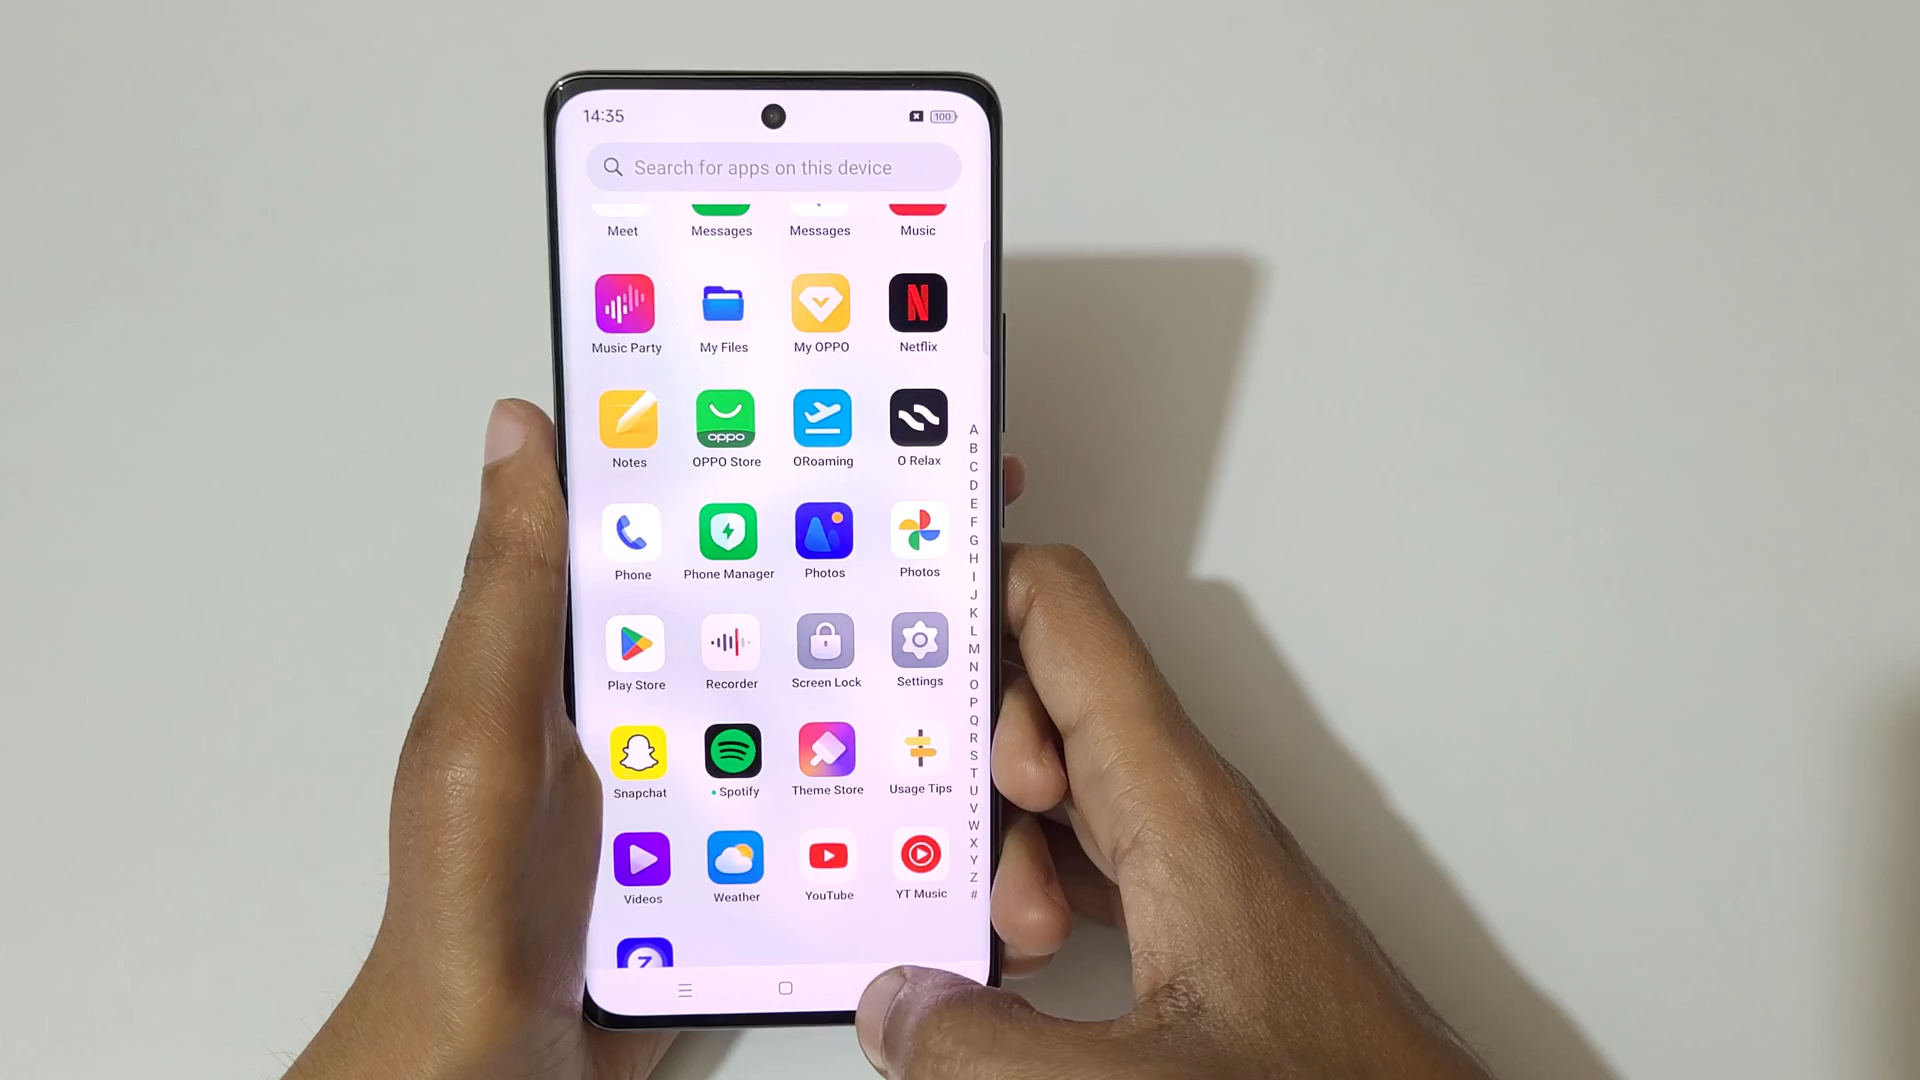 14:35
100
Search for apps on this device
Meet Messages Messages Music
N
Music Party My Files My OPPO Netflix
oppo
Notes OPPO Store ORoaming O Relax
Phone Phone Manager Photos Photos
Play Store Recorder Screen Lock Settings
Snapchat Spotify Theme Store Usage Tips
Videos Weather YouTube YT Music
Z
A
B
C
D
E
F
G
H
I
J
K
L
M
N
O
P
Q
R
S
T
U
V
W
X
Y
Z
#